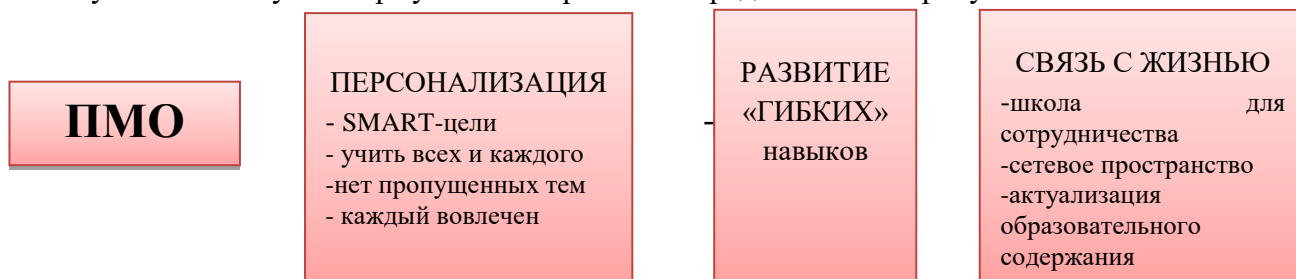 ПМО
ПЕРСОНАЛИЗАЦИЯ
- SMART-цели
- учить всех и каждого
-нет пропущенных тем
- каждый вовлечен
-
РАЗВИТИЕ
«ГИБКИХ»
навыков
СВЯЗЬ С ЖИЗНЬЮ
-школа для
сотрудничества
-сетевое пространство
-актуализация
образовательного
содержания